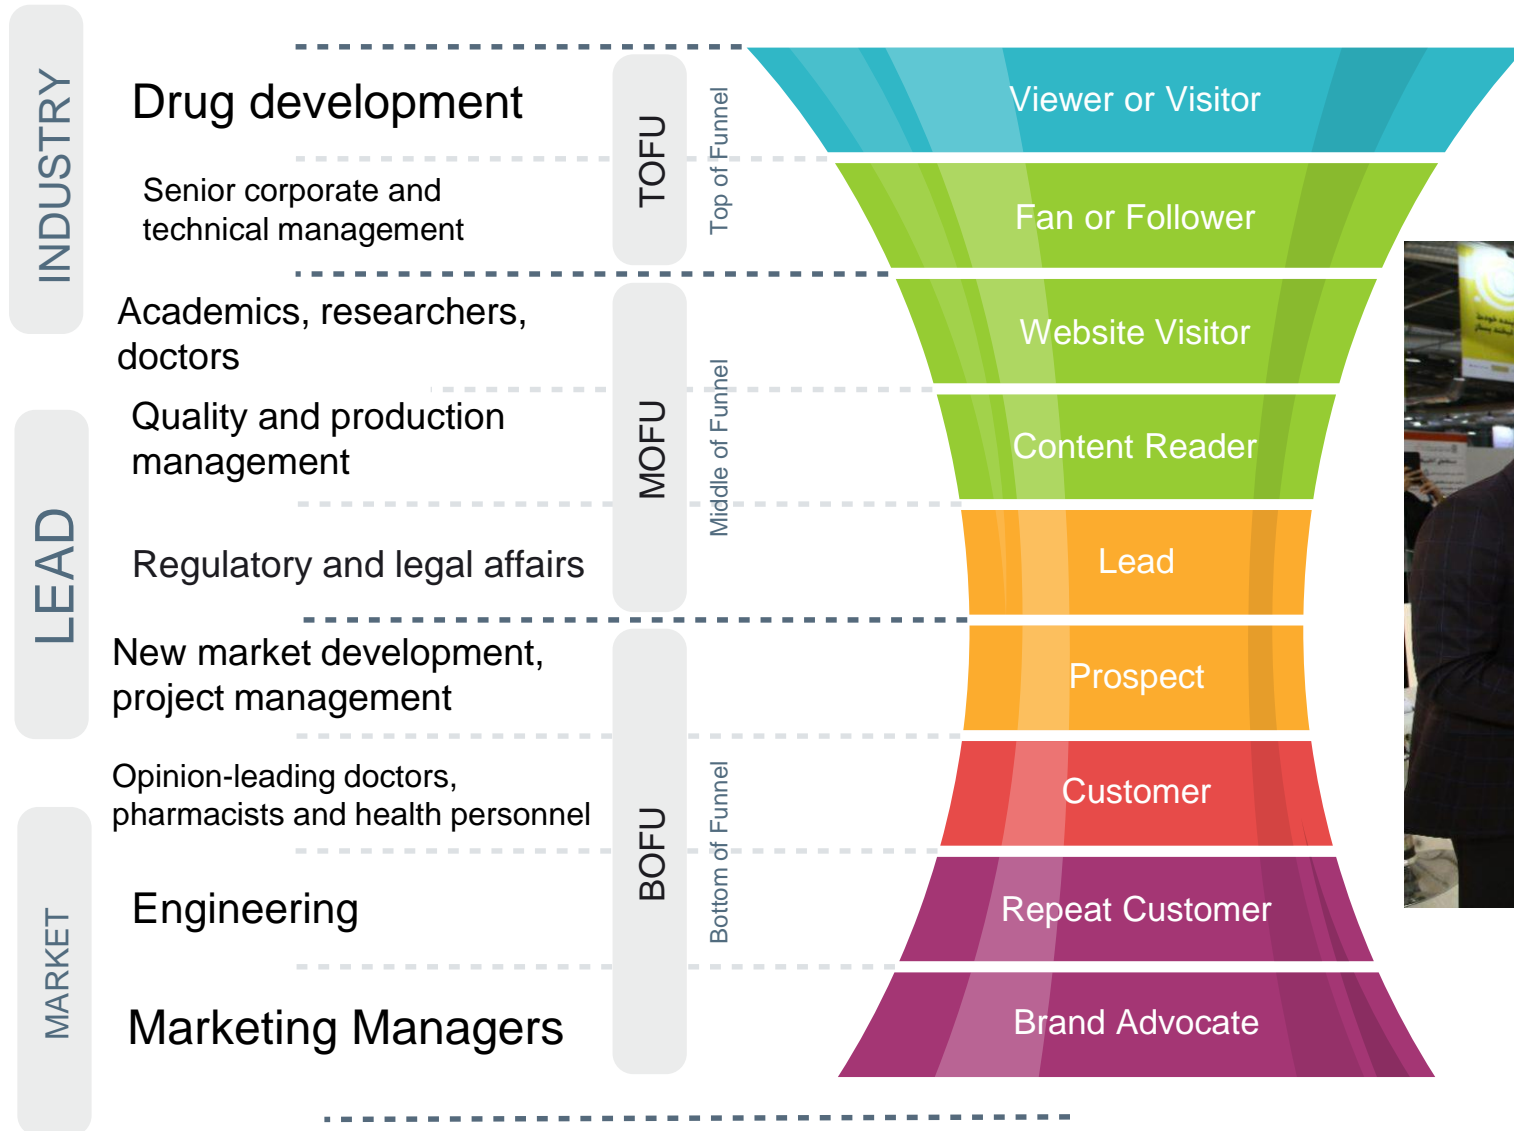 INDUSTRY
Drug development
TOFU
Top of Funnel
Viewer or Visitor
Senior corporate and
technical management
Fan or Follower
Academics, researchers,
doctors
MOFU
Middle of Funnel
Website Visitor
LEAD
Quality and production
management
Content Reader
Regulatory and legal affairs
Lead
New market development,
project management
BOFU
Bottom of Funnel
Prospect
Opinion-leading doctors,
pharmacists and health personnel
Customer
MARKET
Engineering
Repeat Customer
Marketing Managers
Brand Advocate